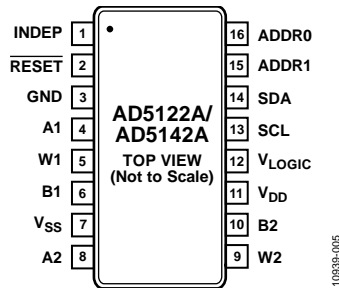 INDEP 1
RESET 2
GND 3
A1 4
W1 5
B1 6
VSS 7
A2 8
AD5122A/
AD5142A
TOP VIEW
(Not to Scale)
16 ADDR0
15 ADDR1
14 SDA
13 SCL
12 VLOGIC
11 VDD
10 B2
9 W2
10939-005